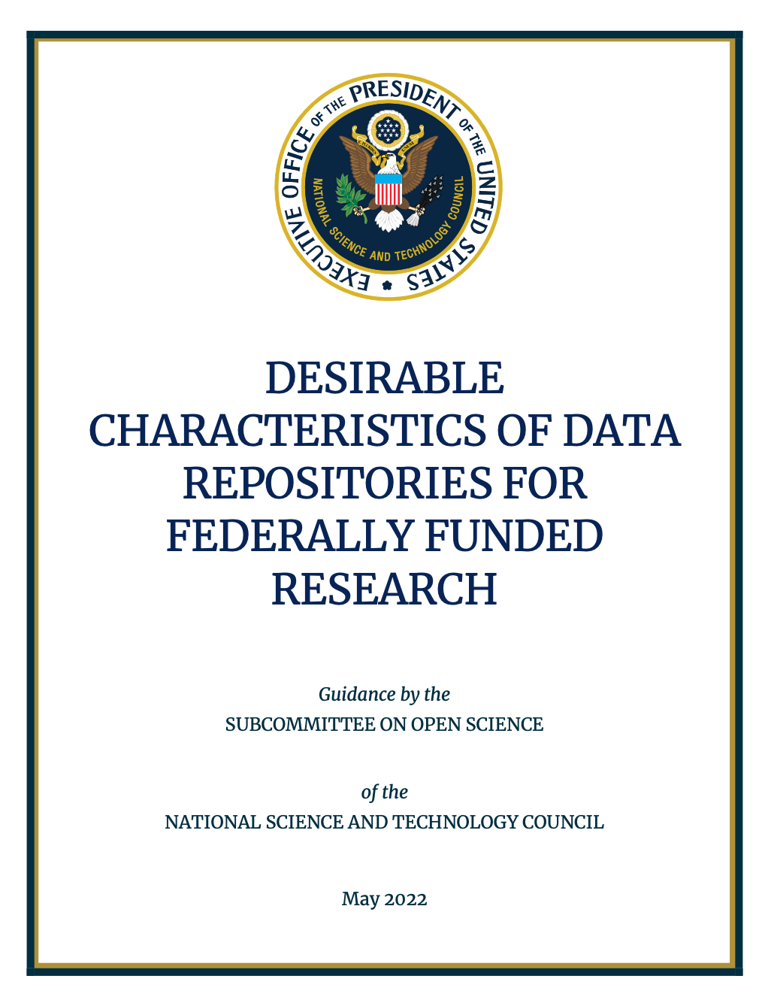 EXECUTIVE OFFICE OF THE PRESIDENT OF THE UNITED STATES
E PLURIBUS UNUM
NATIONAL SCIENCE AND TECHNOLOGY COUNCIL
DESIRABLE
CHARACTERISTICS OF DATA
REPOSITORIES FOR
FEDERALLY FUNDED
RESEARCH
Guidance by the
SUBCOMMITTEE ON OPEN SCIENCE
of the
NATIONAL SCIENCE AND TECHNOLOGY COUNCIL
May 2022